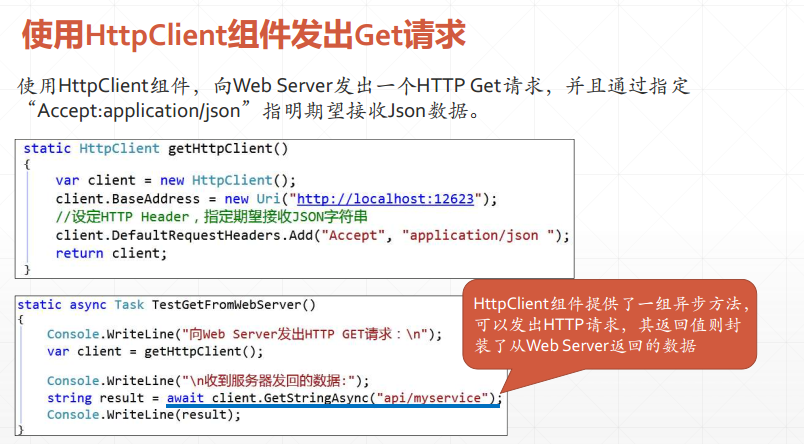 使用HttpClient组件发出Get请求
使用HttpClient组件，向Web Server发出一个HTTP Get请求，并且通过指定
“Accept:application/json”指明期望接收Json数据。
static HttpClient getHttpClient()
{
var client = new HttpClient();
client.BaseAddress = new Uri("http://localhost:12623");
//设定HTTP Header，指定期望接收JSON字符串
client.DefaultRequestHeaders.Add("Accept", "application/json ");
return client;
}
static async Task TestGetFromWebServer()
{
Console.WriteLine("向Web Server发出HTTP GET请求：\n");
var client = getHttpClient();
Console.WriteLine("\n收到服务器发回的数据:");
string result = await client.GetStringAsync("api/myservice");
Console.WriteLine(result);
}
HttpClient组件提供了一组异步方法，
可以发出HTTP请求，其返回值则封
装了从Web Server返回的数据